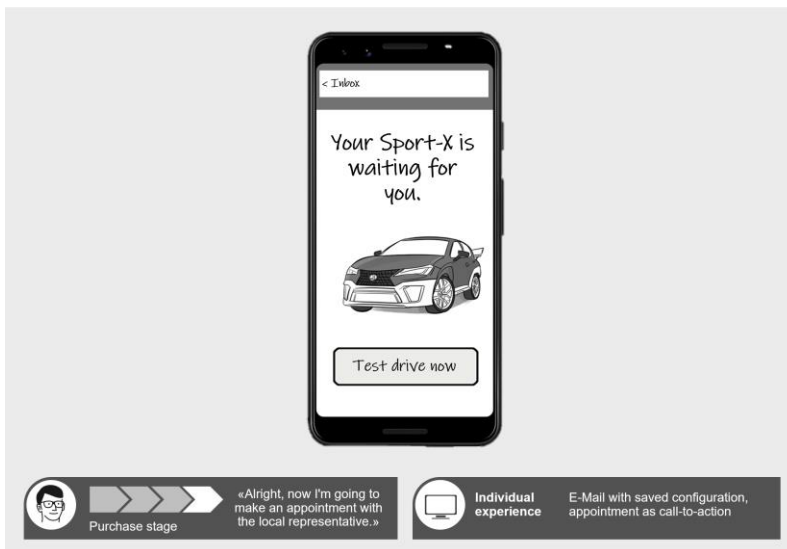 < Inbox
Your Sport-X is
waiting for
you.
Test drive now
Purchase stage
«Alright, now I'm going to
make an appointment with
the local representative.»
Individual
experience
E-Mail with saved configuration,
appointment as call-to-action